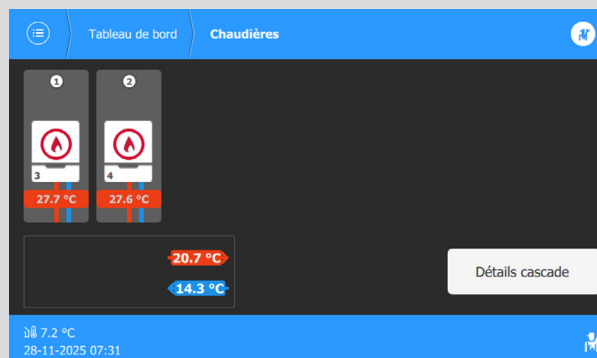 Tableau de bord Chaudières
1 2
3 4
27.7 °C 27.6 °C
20.7 °C
14.3 °C
Détails cascade
7.2 °C
28-11-2025 07:31